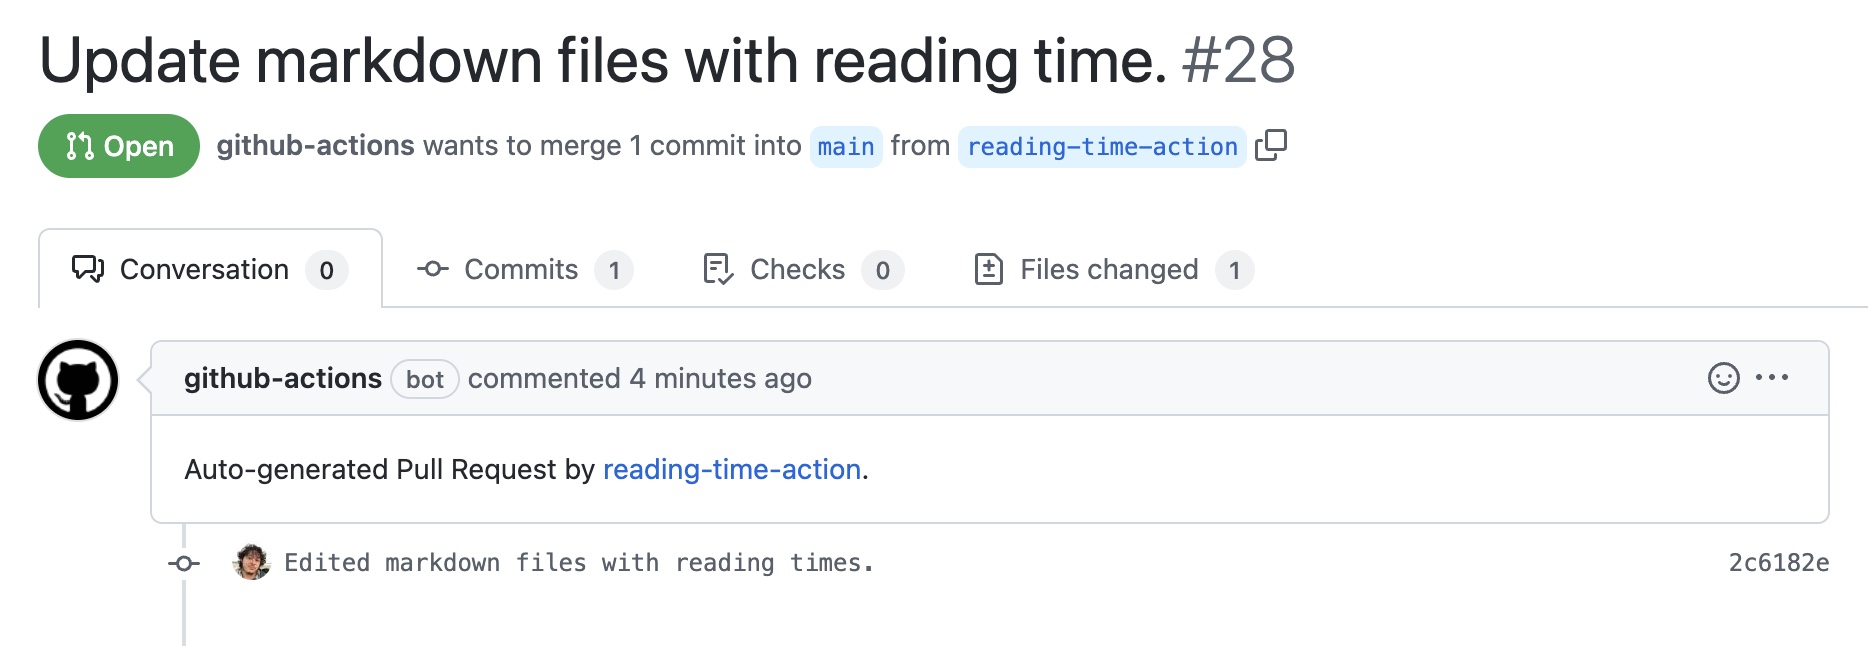 Update markdown files with reading time. #28
Open github-actions wants to merge 1 commit into main from reading-time-action
Conversation 0 Commits 1 Checks 0 Files changed 1
github-actions bot commented 4 minutes ago
Auto-generated Pull Request by reading-time-action.
Edited markdown files with reading times. 2c6182e